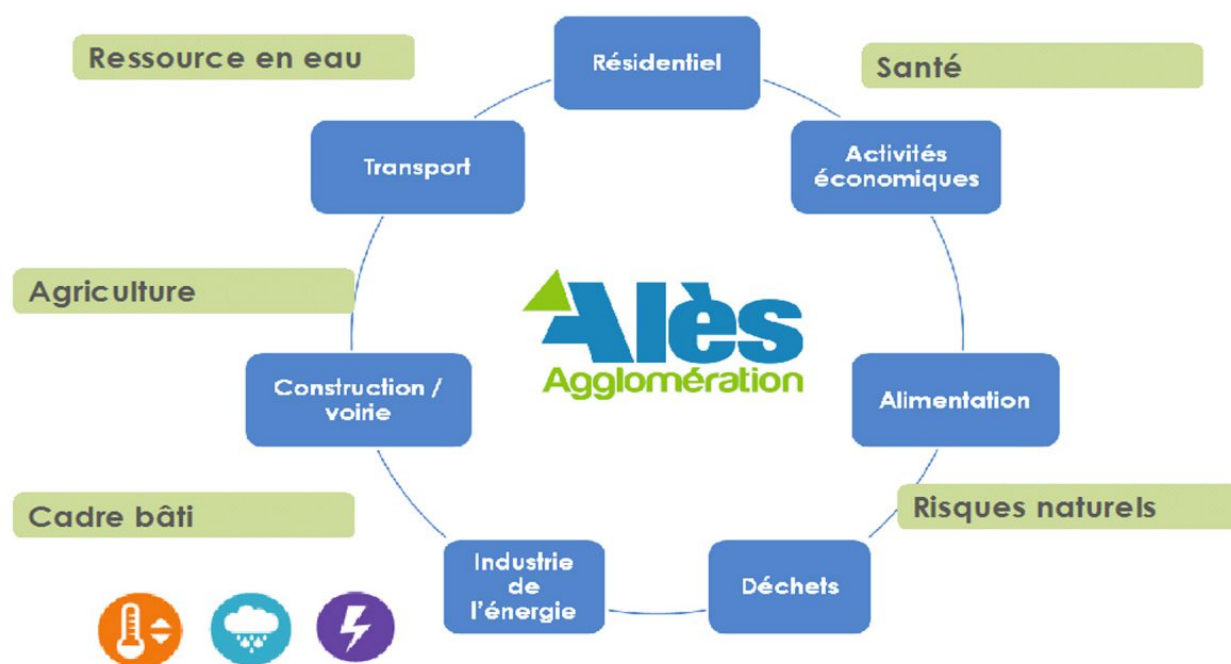 Ressource en eau
Résidentiel
Santé
Transport
Activités
économiques
Agriculture
Alès
Agglomération
Construction /
voirie
Alimentation
Cadre bâti
Risques naturels
Industrie
de
l'énergie
Déchets